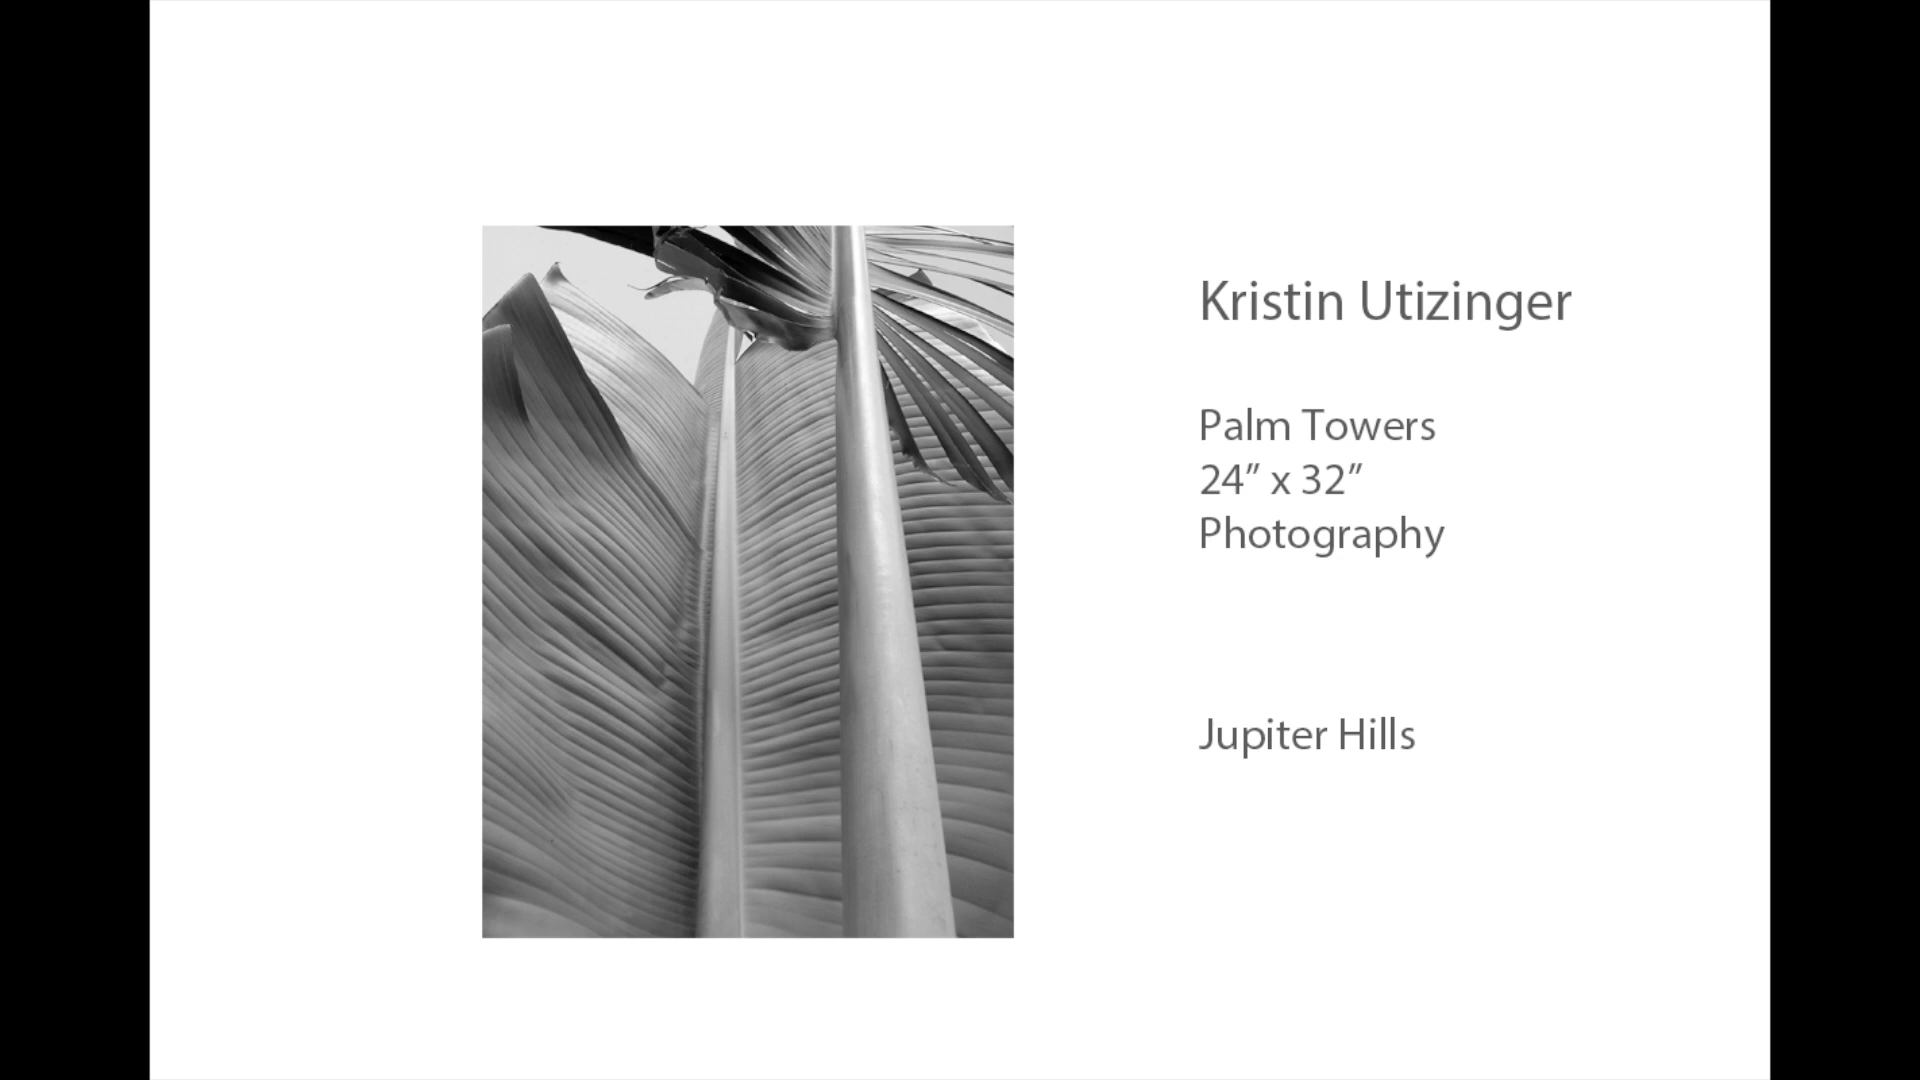 Kristin Utizinger
Palm Towers
24” x 32”
Photography
Jupiter Hills